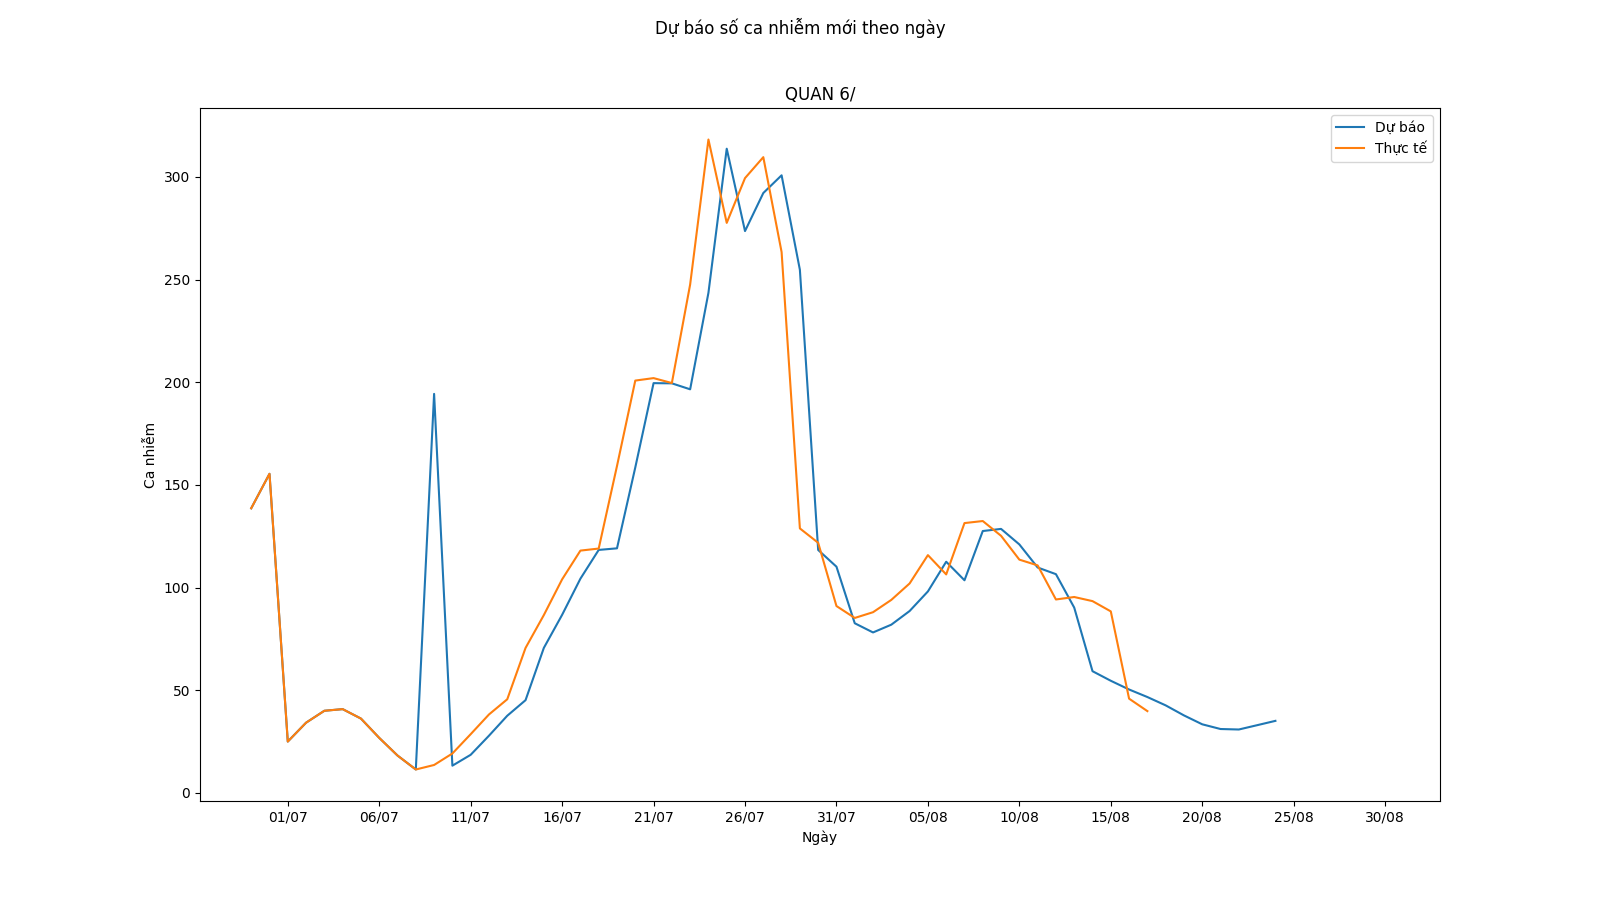 Dự báo số ca nhiễm mới theo ngày
QUAN 6/
Dự báo
Thực tế
300
250
200
150
100
50
0
Ca nhiễm
01/07 06/07 11/07 16/07 21/07 26/07 31/07 05/08 10/08 15/08 20/08 25/08 30/08
Ngày